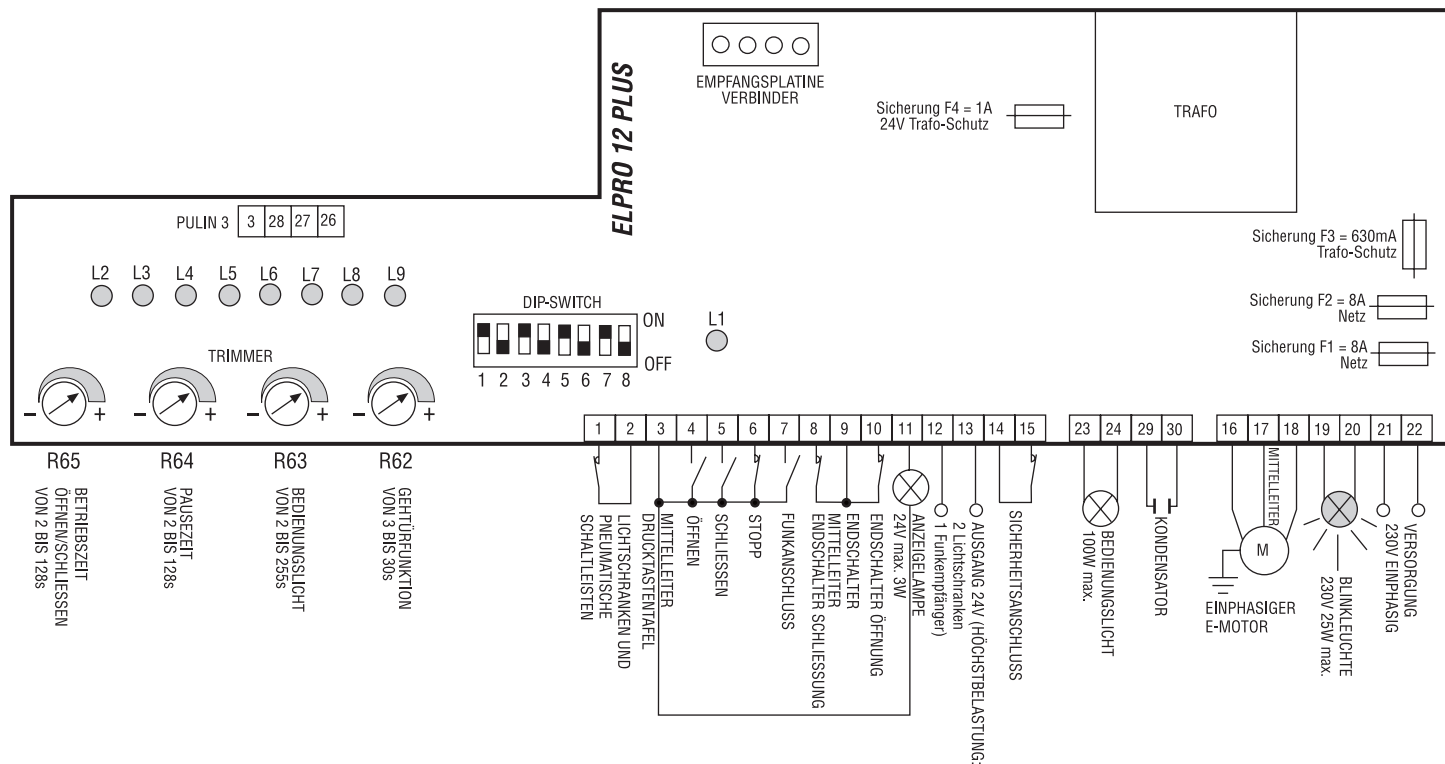 ELPRO 12 PLUS
EMPFANGSPLATINE
VERBINDER
Sicherung F4 = 1A
24V Trafo-Schutz
TRAFO
PULIN 3
3 28 27 26
Sicherung F3 = 630mA
Trafo-Schutz
L2 L3 L4 L5 L6 L7 L8 L9
DIP-SWITCH
ON
OFF
1 2 3 4 5 6 7 8
L1
Sicherung F2 = 8A
Netz
Sicherung F1 = 8A
Netz
TRIMMER
– + – + – + – +
1 2 3 4 5 6 7 8 9 10 11 12 13 14 15
23 24 29 30
16 17 18 19 20 21 22
R65
BETRIEBSZEIT
ÖFFNEN/SCHLIESSEN
VON 2 BIS 128s
R64
PAUSEZEIT
VON 2 BIS 128s
R63
BEDIENUNGSLICHT
VON 2 BIS 255s
R62
GEHTÜRFUNKTION
VON 3 BIS 30s
LICHTSCHRANKEN UND
PNEUMATISCHE
SCHALTLEISTEN
MITTELLEITER
DRUCKTASTENTAFEL
ÖFFNEN
SCHLIESSEN
STOPP
FUNKANSCHLUSS
ENDSCHALTER SCHLIESSUNG
ENDSCHALTER
MITTELLEITER
ENDSCHALTER ÖFFNUNG
ANZEIGELAMPE
24V max. 3W
AUSGANG 24V (HÖCHSTBELASTUNG:
2 Lichtschranken
1 Funkempfänger)
SICHERHEITSANSCHLUSS
BEDIENUNGSLICHT
100W max.
KONDENSATOR
MITTELLEITER
M
EINPHASIGER
E-MOTOR
BLINKLEUCHTE
230V 25W max.
VERSORGUNG
230V EINPHASIG